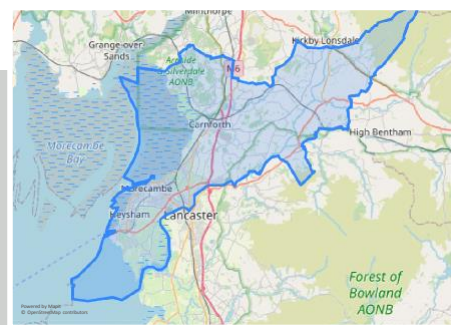 Milnthorpe
Grange-over-
Sands
Kirkby Lonsdale
Arnside
Silverdale
AONB
M6
Carnforth
High Bentham
Morecambe
Bay
Morecambe
Heysham
Lancaster
Forest of
Bowland
AONB
Powered by Mapit
© OpenStreetMap contributors